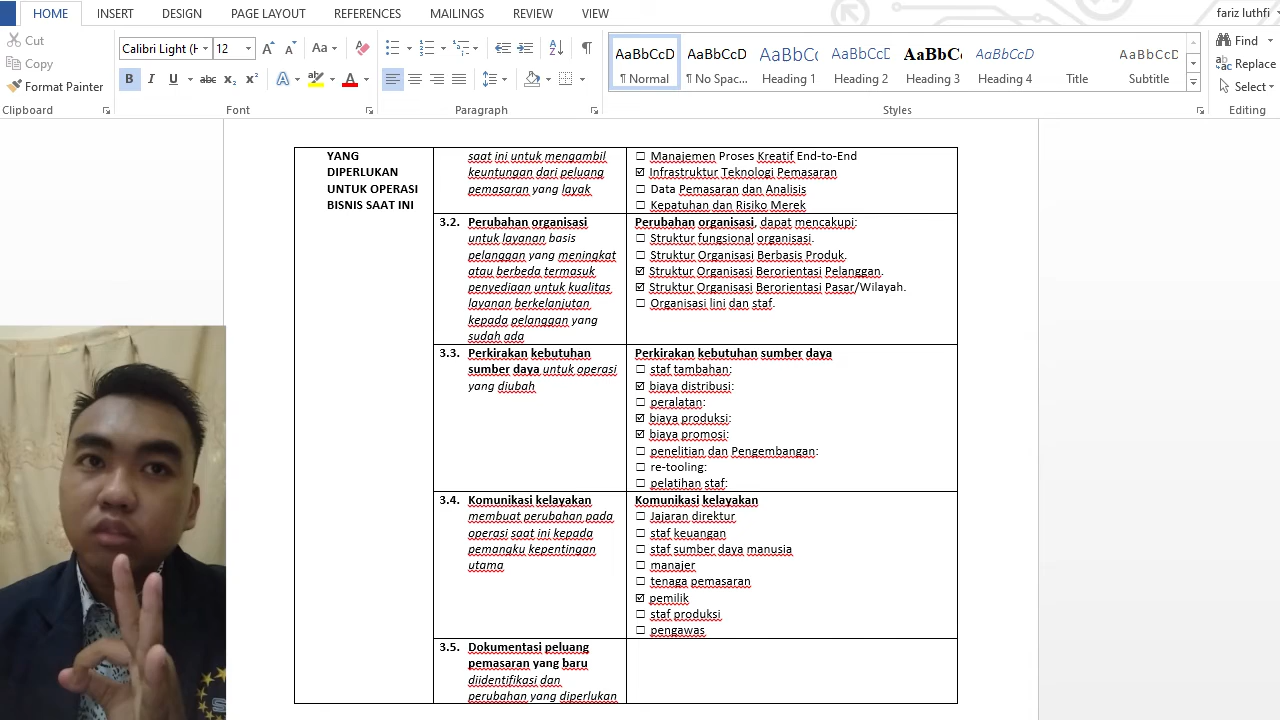 HOME INSERT DESIGN PAGE LAYOUT REFERENCES MAILINGS REVIEW VIEW fariz luthfi
Cut
Copy
Format Painter
Clipboard
Calibri Light (H 12
Font
Paragraph
AaBbCcD AaBbCcD AaBbCc AaBbCcD AaBbC AaBbCcD AaBbCcD
¶ Normal ¶ No Spac... Heading 1 Heading 2 Heading 3 Heading 4 Title Subtitle
Styles
Find
Replace
Select
Editing
YANG
DIPERLUKAN
UNTUK OPERASI
BISNIS SAAT INI
saat ini untuk mengambil
keuntungan dari peluang
pemasaran yang layak
☐ Manajemen Proses Kreatif End-to-End
☑ Infrastruktur Teknologi Pemasaran
☐ Data Pemasaran dan Analisis
☐ Kepatuhan dan Risiko Merek
3.2. Perubahan organisasi
untuk layanan basis
pelanggan yang meningkat
atau berbeda termasuk
penyediaan untuk kualitas
layanan berkelanjutan
kepada pelanggan yang
sudah ada
Perubahan organisasi, dapat mencakupi:
☐ Struktur fungsional organisasi.
☐ Struktur Organisasi Berbasis Produk.
☑ Struktur Organisasi Berorientasi Pelanggan.
☑ Struktur Organisasi Berorientasi Pasar/Wilayah.
☐ Organisasi lini dan staf.
3.3. Perkirakan kebutuhan
sumber daya untuk operasi
yang diubah
Perkirakan kebutuhan sumber daya
☐ staf tambahan:
☑ biaya distribusi:
☐ peralatan:
☑ biaya produksi:
☑ biaya promosi:
☐ penelitian dan Pengembangan:
☐ re-tooling:
☐ pelatihan staf:
3.4. Komunikasi kelayakan
membuat perubahan pada
operasi saat ini kepada
pemangku kepentingan
utama
Komunikasi kelayakan
☐ Jajaran direktur
☐ staf keuangan
☐ staf sumber daya manusia
☐ manajer
☐ tenaga pemasaran
☑ pemilik
☐ staf produksi
☐ pengawas
3.5. Dokumentasi peluang
pemasaran yang baru
diidentifikasi dan
perubahan yang diperlukan